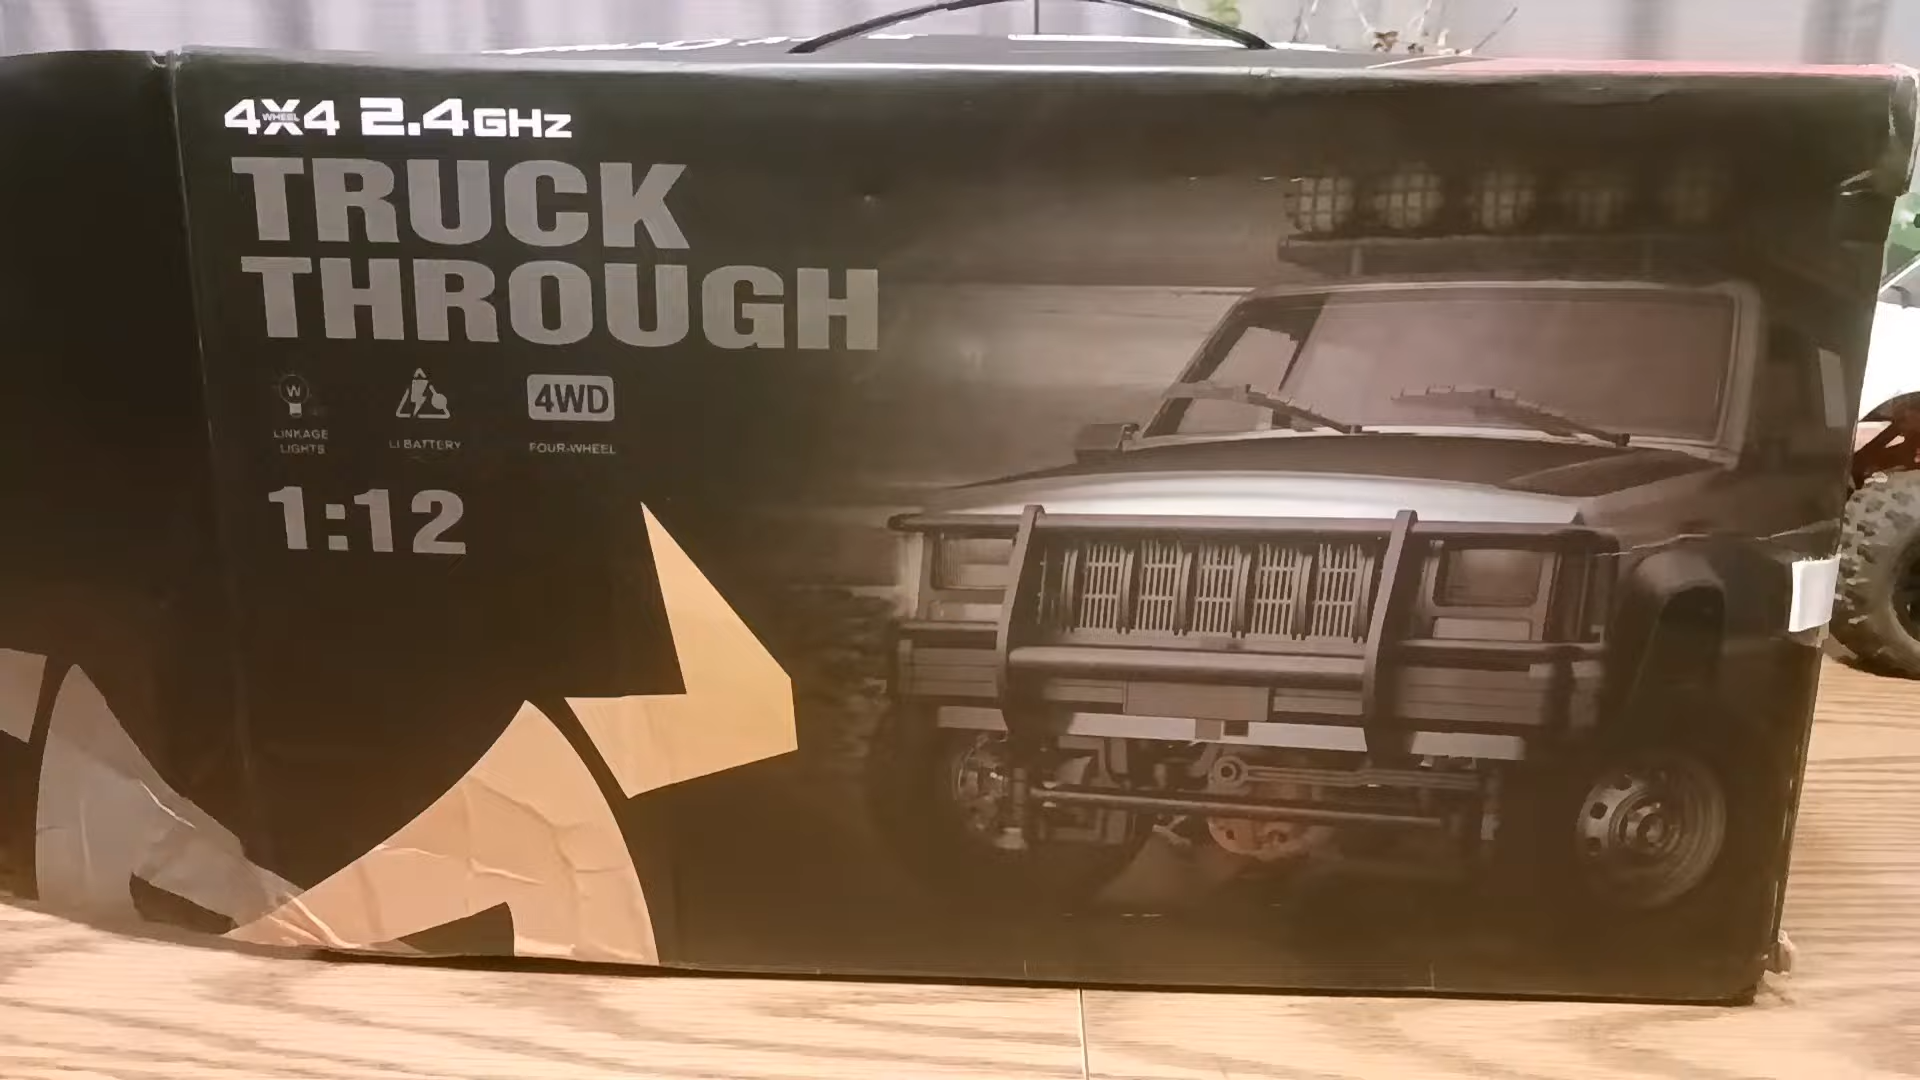 4X4 2.4GHz
WHEEL
TRUCK
THROUGH
W
4WD
LINKAGE
LIGHTS
LI BATTERY
FOUR-WHEEL
1:12